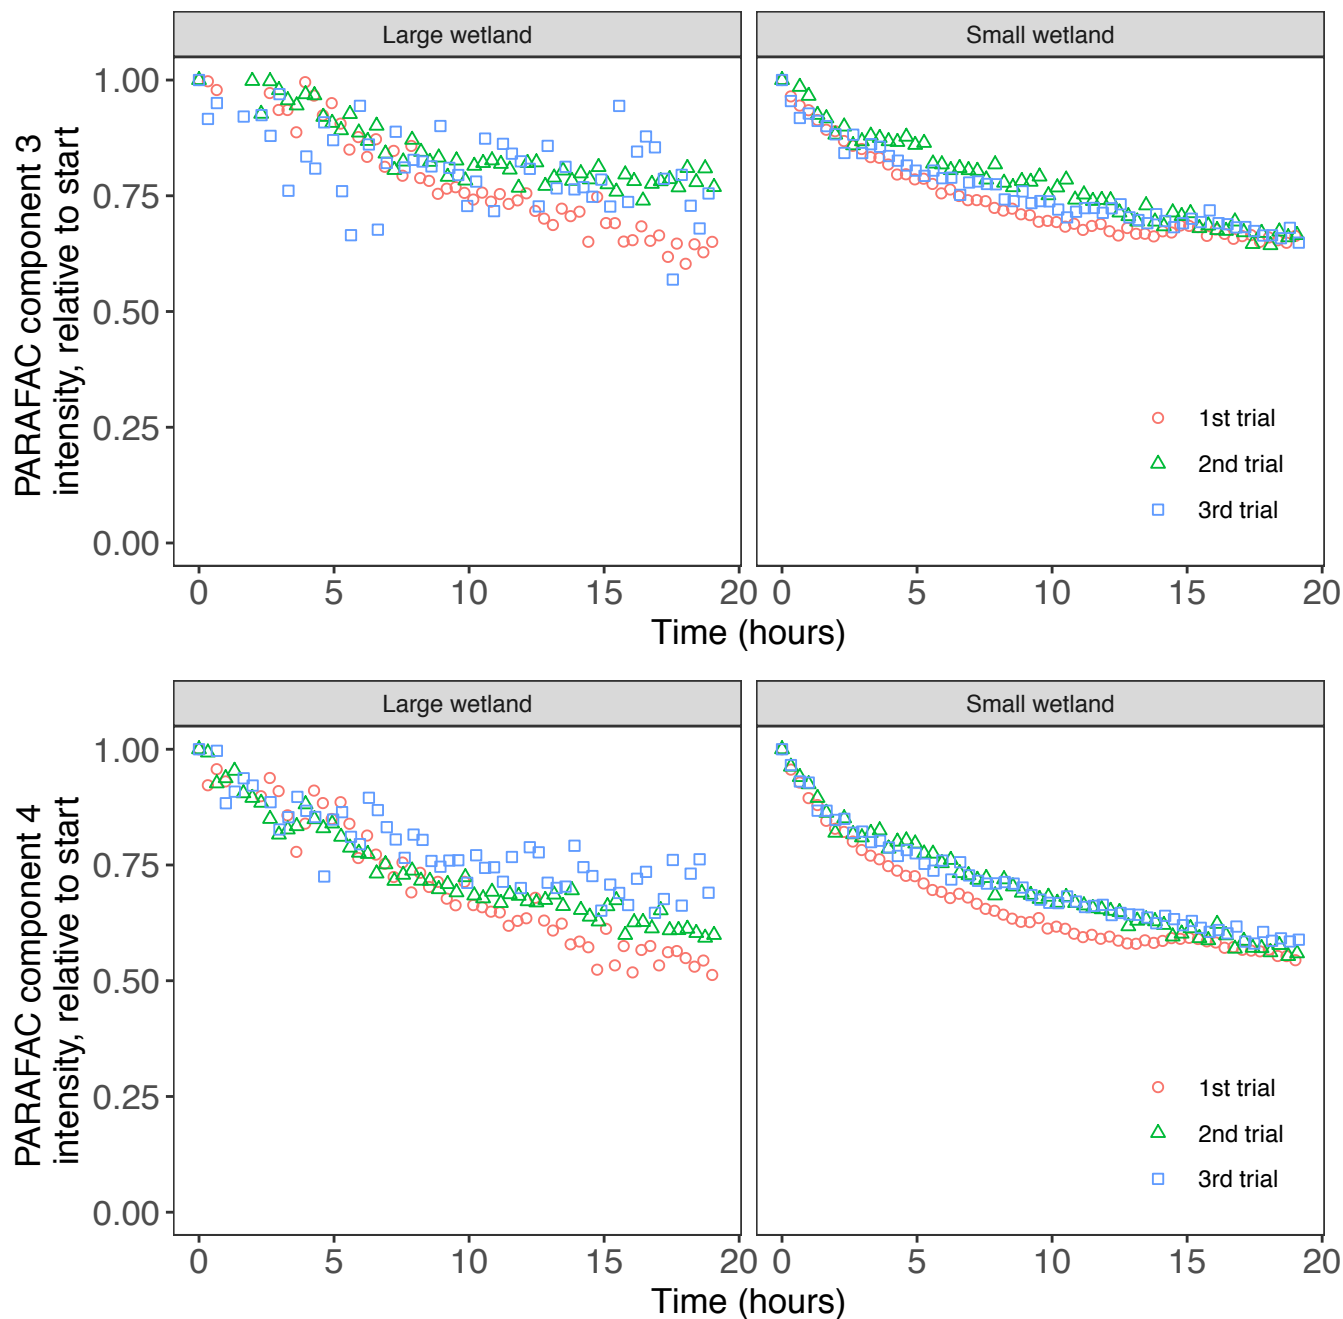 Large wetland
Small wetland
PARAFAC component 3
intensity, relative to start
1.00
0.75
0.50
0.25
0.00
1st trial
2nd trial
3rd trial
0 5 10 15 20 0 5 10 15 20
Time (hours)
Large wetland
Small wetland
PARAFAC component 4
intensity, relative to start
1.00
0.75
0.50
0.25
0.00
1st trial
2nd trial
3rd trial
0 5 10 15 20 0 5 10 15 20
Time (hours)